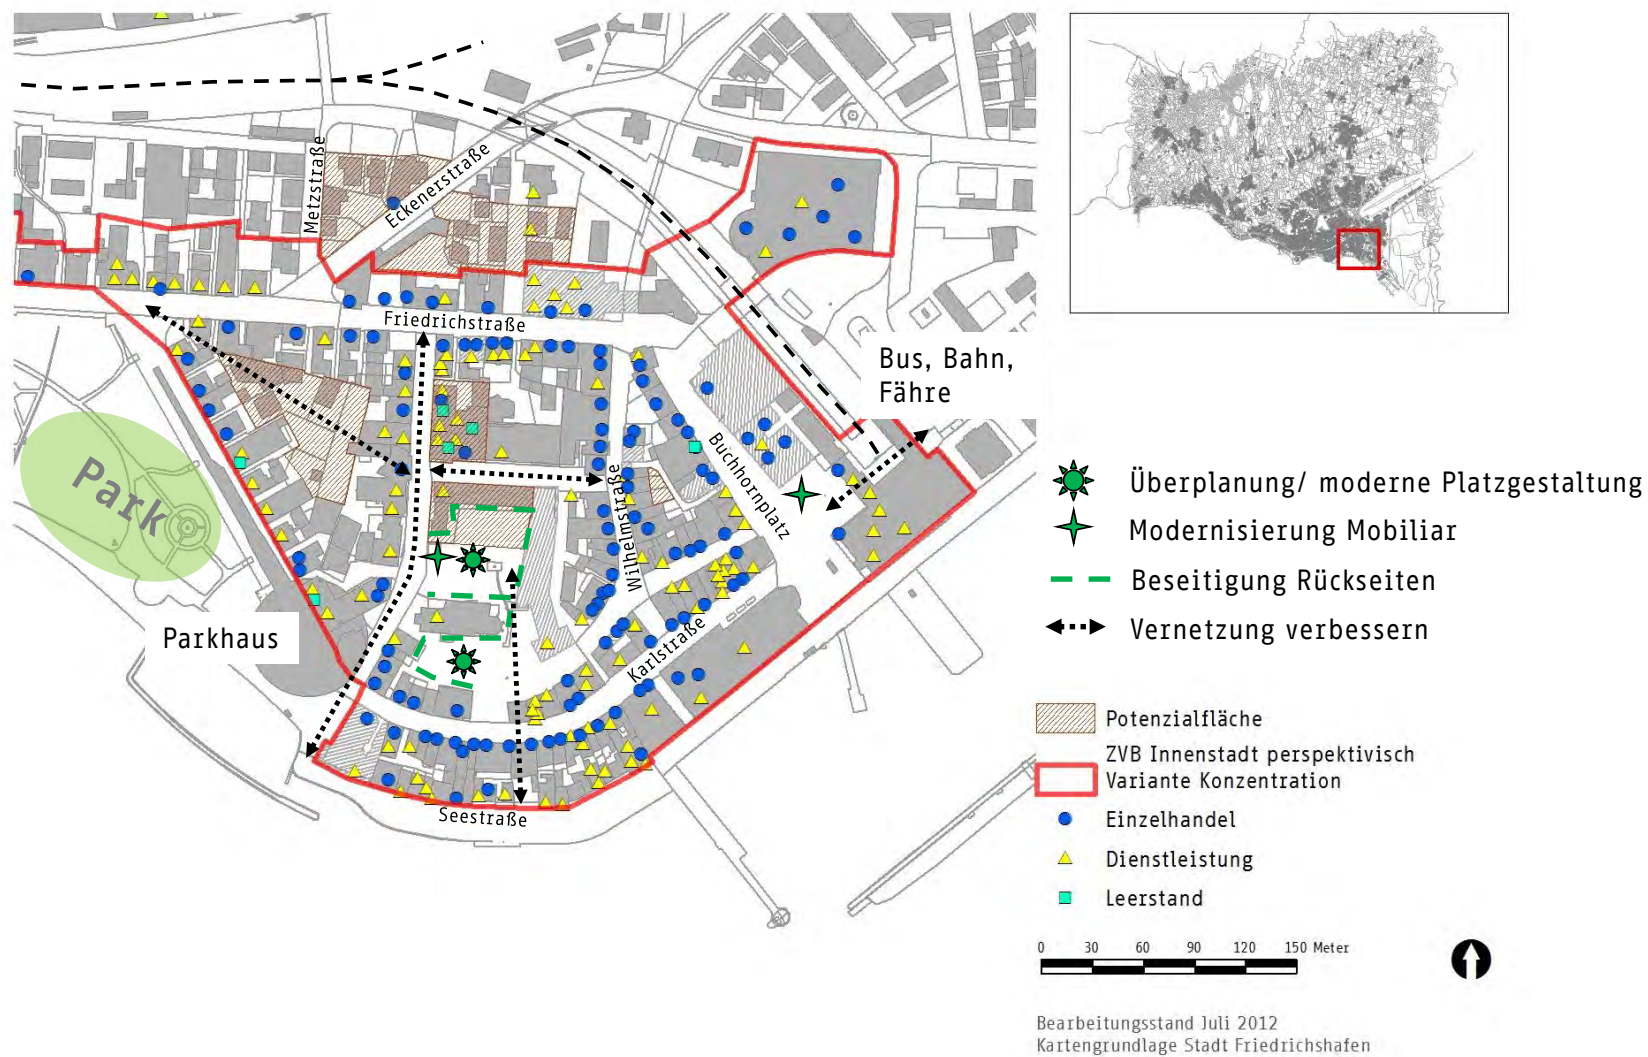 Metzstraße
Eckenerstraße
Friedrichstraße
Bus, Bahn,
Fähre
Park
Buchhornplatz
Wilhelmstraße
Parkhaus
Karlstraße
Seestraße
Überplanung/ moderne Platzgestaltung
Modernisierung Mobiliar
Beseitigung Rückseiten
Vernetzung verbessern
Potenzialfläche
ZVB Innenstadt perspektivisch
Variante Konzentration
Einzelhandel
Dienstleistung
Leerstand
0 30 60 90 120 150 Meter
Bearbeitungsstand Juli 2012
Kartengrundlage Stadt Friedrichshafen